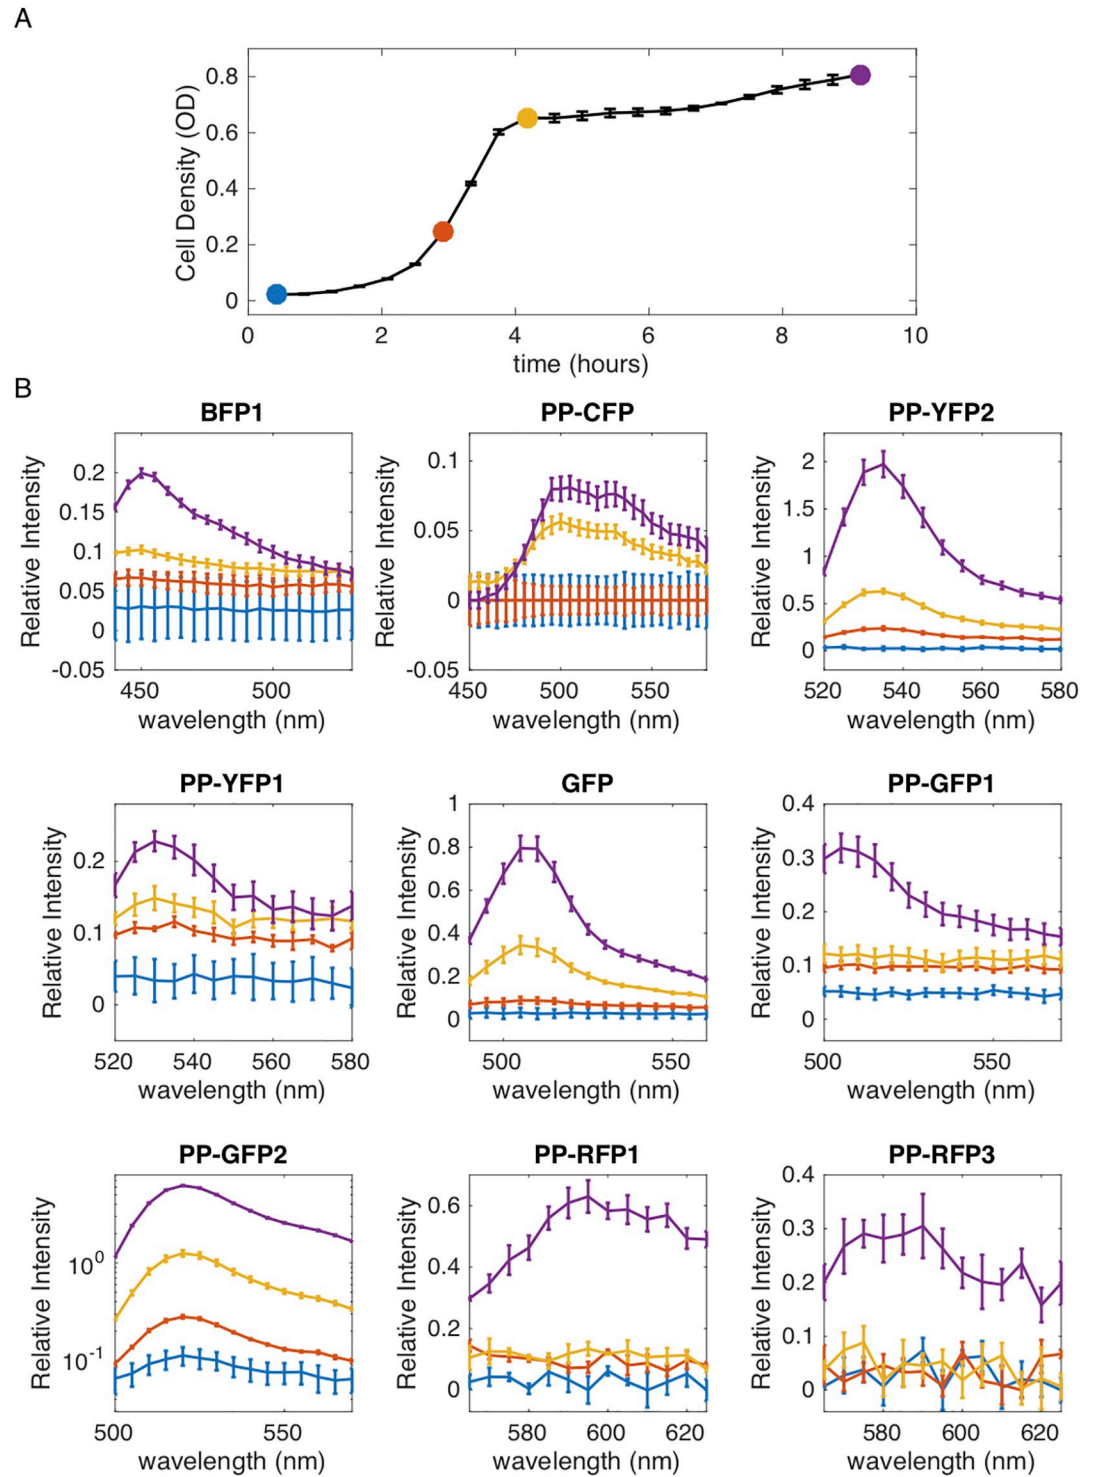 A
Cell Density (OD)
0.8
0.6
0.4
0.2
0
0 2 4 6 8 10
time (hours)
B
BFP1 PP-CFP PP-YFP2
Relative Intensity
0.2
0.15
0.1
0.05
0
-0.05
450 500
wavelength (nm)
Relative Intensity
0.1
0.05
0
-0.05
450 500 550
wavelength (nm)
Relative Intensity
2
1.5
1
0.5
0
520 540 560 580
wavelength (nm)
PP-YFP1 GFP PP-GFP1
Relative Intensity
0.2
0.1
0
520 540 560 580
wavelength (nm)
Relative Intensity
1
0.8
0.6
0.4
0.2
0
500 550
wavelength (nm)
Relative Intensity
0.4
0.3
0.2
0.1
0
500 550
wavelength (nm)
PP-GFP2 PP-RFP1 PP-RFP3
Relative Intensity
10^0
10^-1
500 550
wavelength (nm)
Relative Intensity
0.6
0.4
0.2
0
580 600 620
wavelength (nm)
Relative Intensity
0.4
0.3
0.2
0.1
0
580 600 620
wavelength (nm)